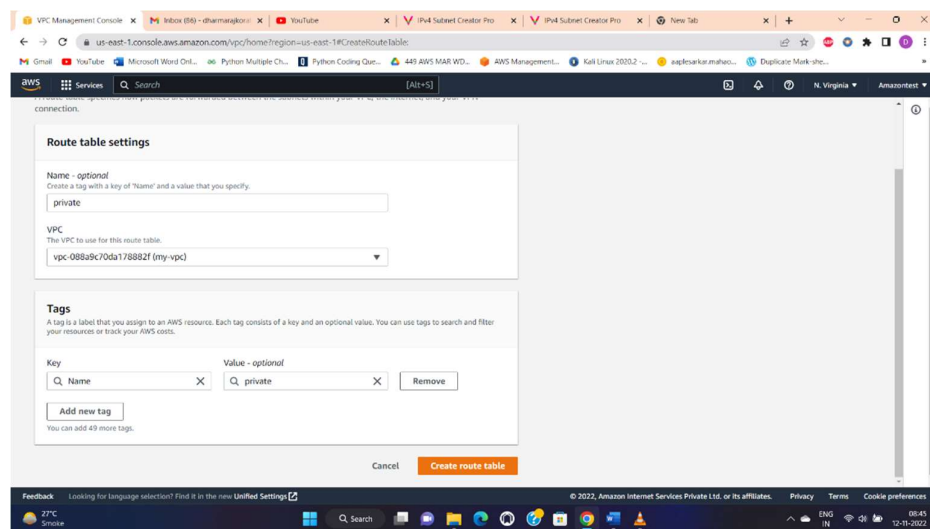 VPC Management Console
Inbox (86) - dharmarajkora
YouTube
IPv4 Subnet Creator Pro
IPv4 Subnet Creator Pro
New Tab
us-east-1.console.aws.amazon.com/vpc/home?region=us-east-1#CreateRouteTable:
Gmail
YouTube
Microsoft Word Onl...
Python Multiple Ch...
Python Coding Que...
449 AWS MAR WD...
AWS Management...
Kali Linux 2020.2 -...
aaplesarkar.mahao...
Duplicate Mark-she...
aws
Services
Search
[Alt+S]
N. Virginia
Amazontest
connection.
Route table settings
Name - optional
Create a tag with a key of 'Name' and a value that you specify.
private
VPC
The VPC to use for this route table.
vpc-088a9c70da178882f (my-vpc)
Tags
A tag is a label that you assign to an AWS resource. Each tag consists of a key and an optional value. You can use tags to search and filter
your resources or track your AWS costs.
Key
Value - optional
Name
private
Remove
Add new tag
You can add 49 more tags.
Cancel
Create route table
Feedback
Looking for language selection? Find it in the new Unified Settings
© 2022, Amazon Internet Services Private Ltd. or its affiliates.
Privacy
Terms
Cookie preferences
27°C
Smoke
Search
ENG
IN
08:45
12-11-2022